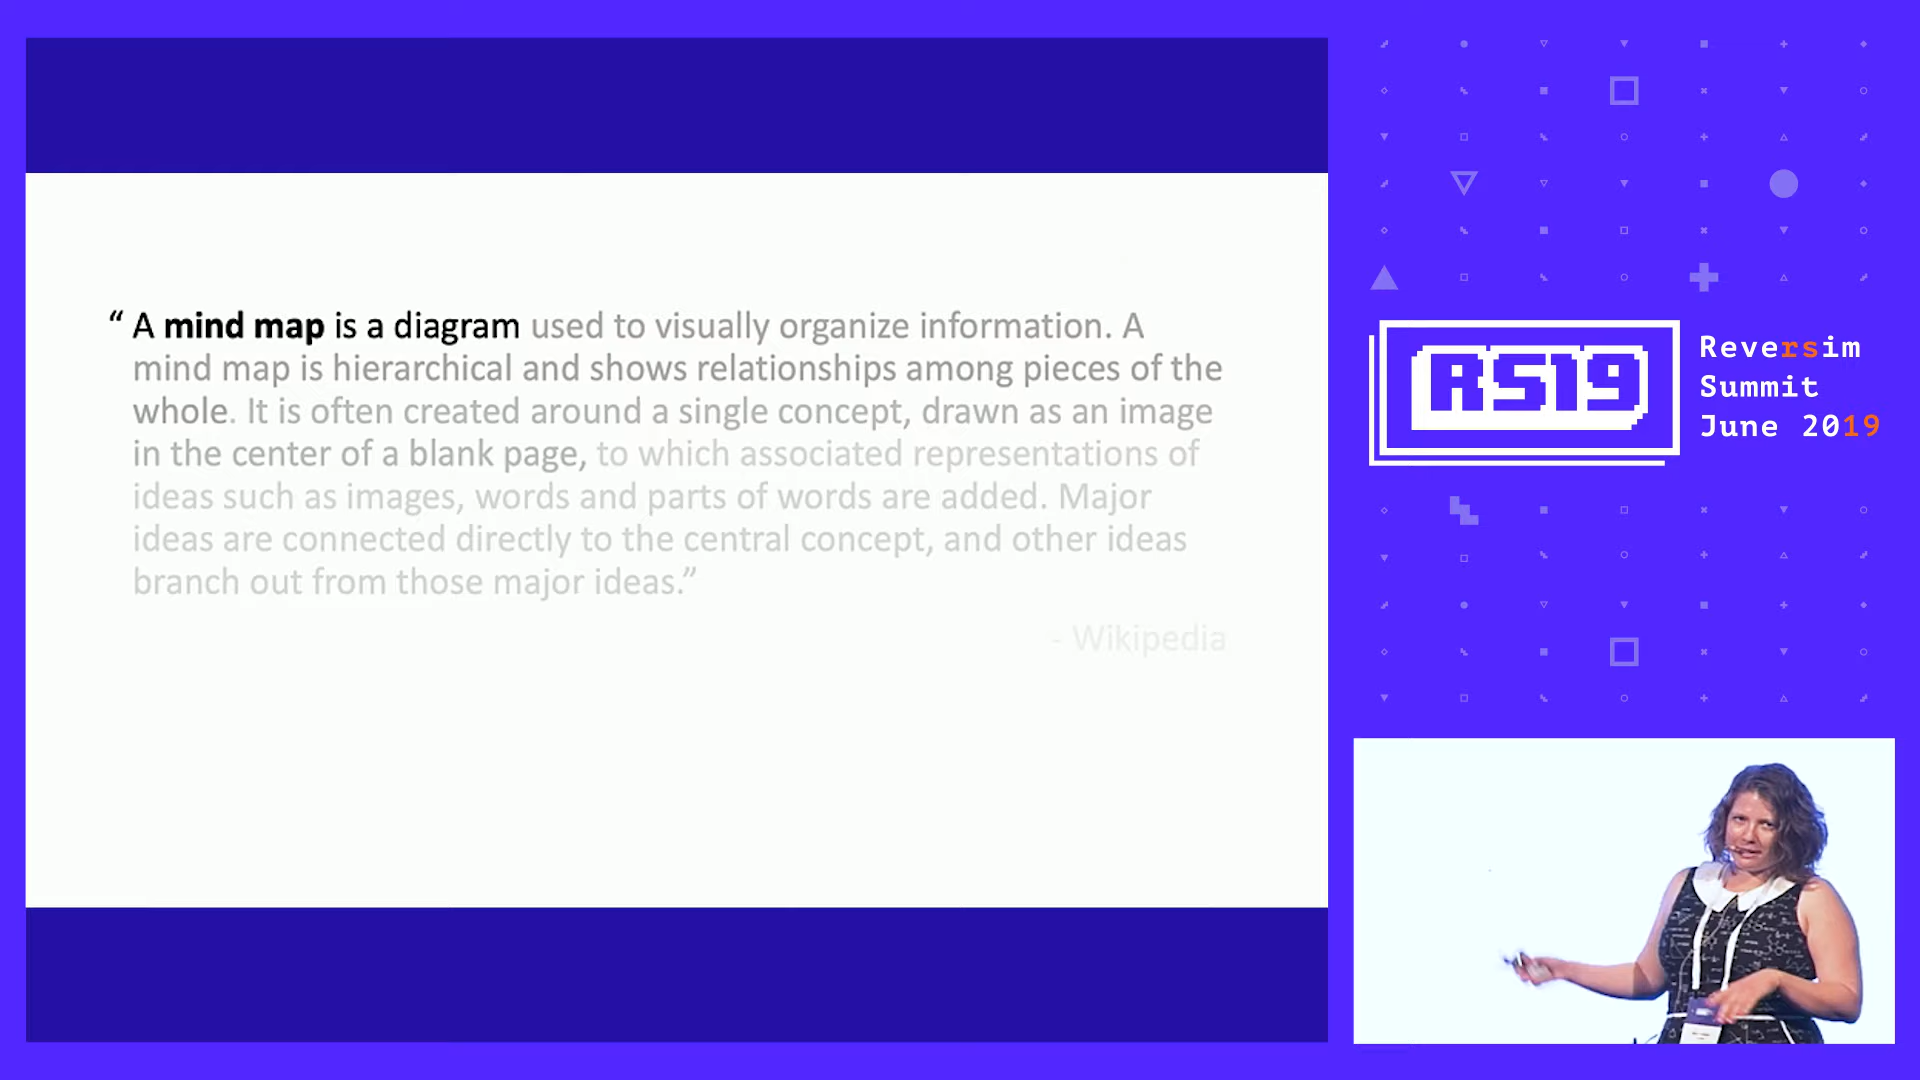 “ A mind map is a diagram used to visually organize information. A
mind map is hierarchical and shows relationships among pieces of the
whole. It is often created around a single concept, drawn as an image
in the center of a blank page, to which associated representations of
ideas such as images, words and parts of words are added. Major
ideas are connected directly to the central concept, and other ideas
branch out from those major ideas.”
- Wikipedia
RS19
Reversim
Summit
June 2019